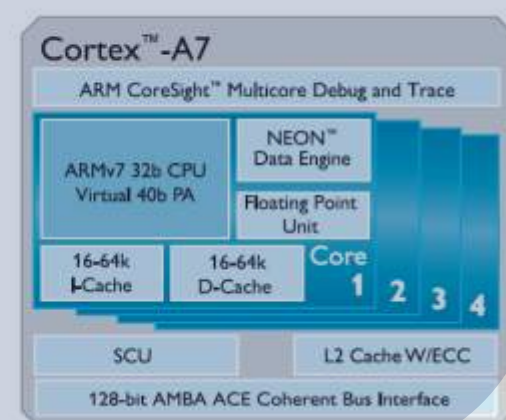 Cortex™-A7
ARM CoreSight™ Multicore Debug and Trace
ARMv7 32b CPU
Virtual 40b PA
NEON™
Data Engine
Floating Point
Unit
16-64k
I-Cache
16-64k
D-Cache
Core
1
2
3
4
SCU
L2 Cache W/ECC
128-bit AMBA ACE Coherent Bus Interface